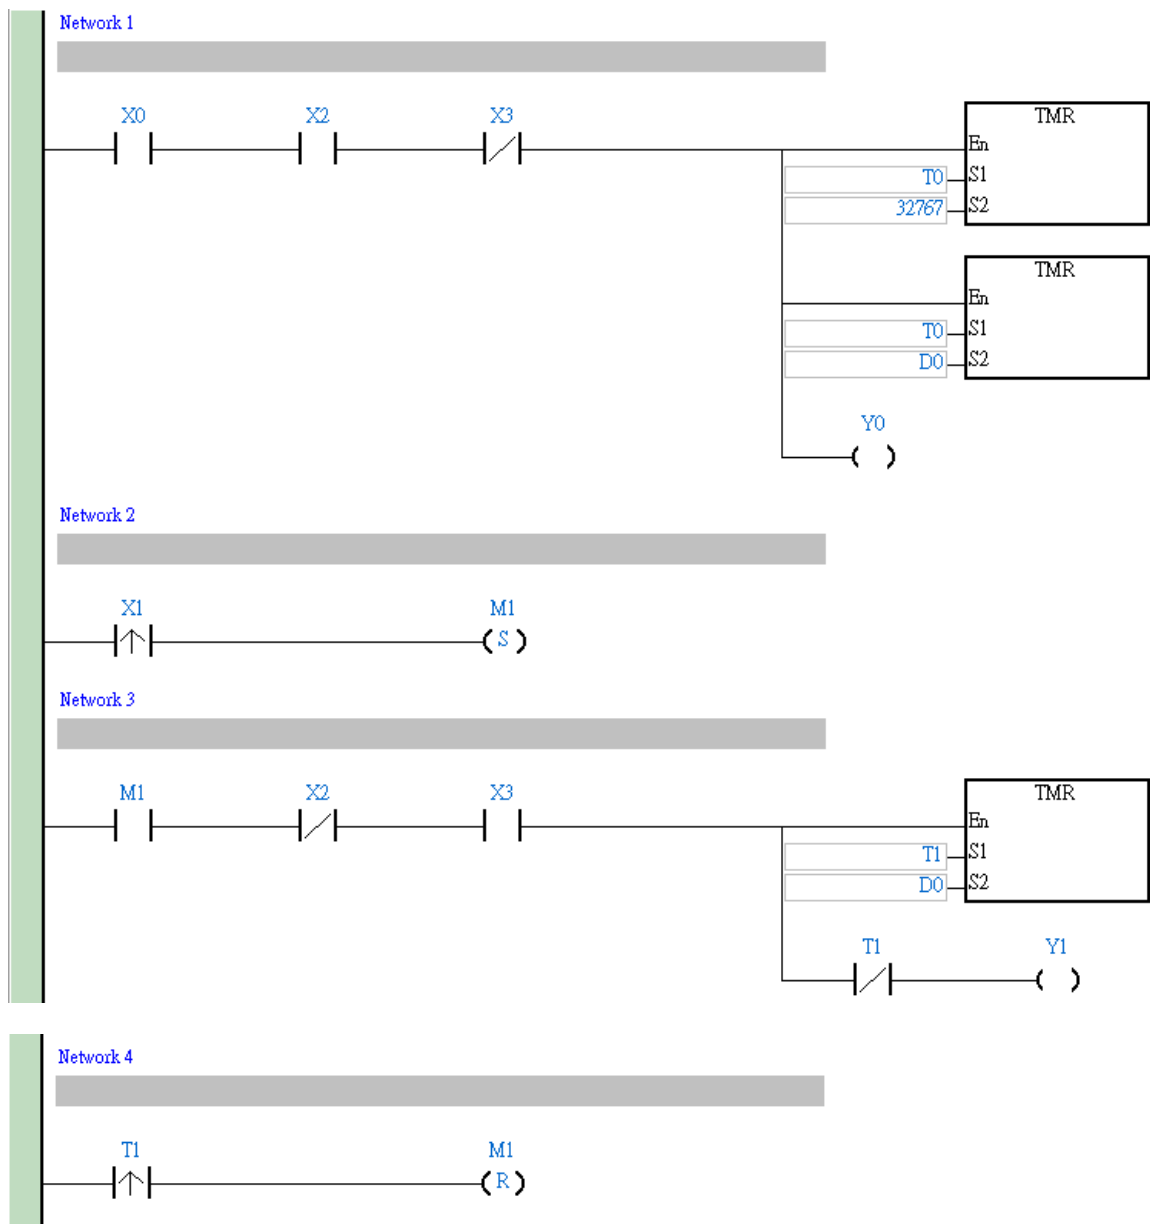 Network 1
X0 X2 X3 TMR
En
T0 S1
32767 S2
TMR
En
T0 S1
D0 S2
Y0
Network 2
X1 M1
S
Network 3
M1 X2 X3 TMR
En
T1 S1
D0 S2
T1 Y1
Network 4
T1 M1
R